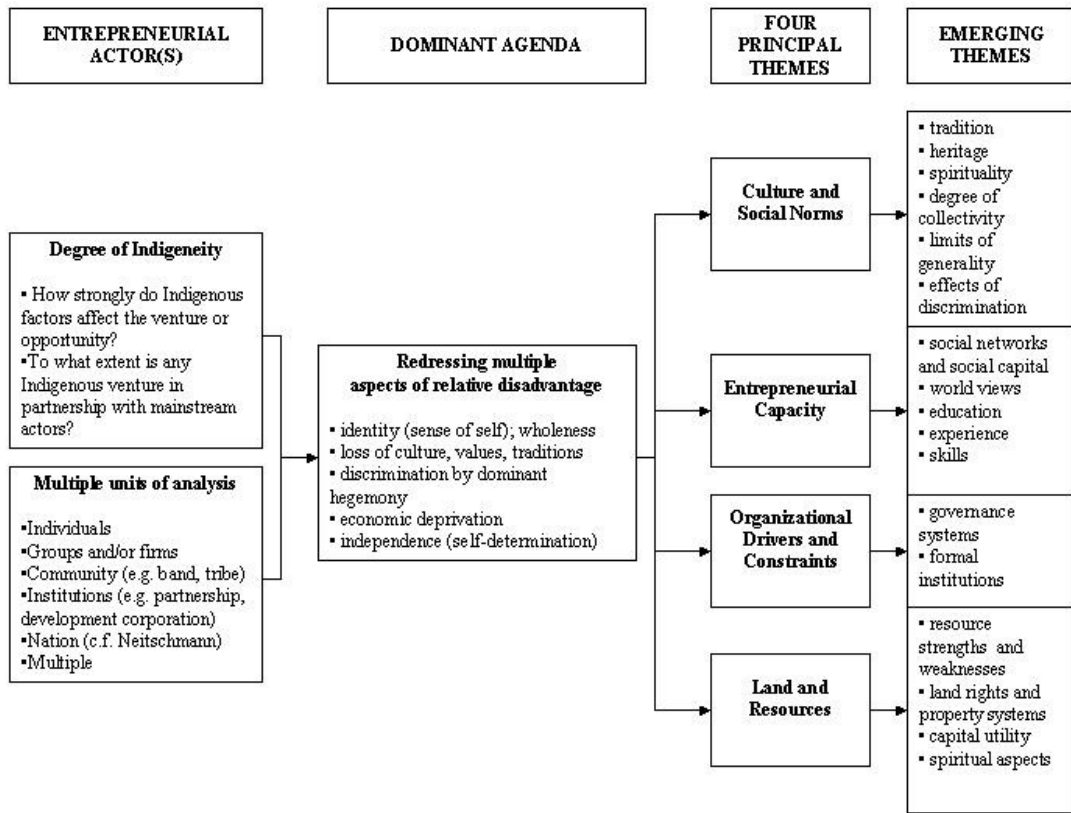 ENTREPRENEURIAL
ACTOR(S)
DOMINANT AGENDA
FOUR
PRINCIPAL
THEMES
EMERGING
THEMES
Degree of Indigeneity
▪ How strongly do Indigenous
factors affect the venture or
opportunity?
▪To what extent is any
Indigenous venture in
partnership with mainstream
actors?
Multiple units of analysis
▪Individuals
▪Groups and/or firms
▪Community (e.g. band, tribe)
▪Institutions (e.g. partnership,
development corporation)
▪Nation (c.f. Neitschmann)
▪Multiple
Redressing multiple
aspects of relative disadvantage
▪ identity (sense of self); wholeness
▪ loss of culture, values, traditions
▪ discrimination by dominant
hegemony
▪ economic deprivation
▪ independence (self-determination)
Culture and
Social Norms
▪ tradition
▪ heritage
▪ spirituality
▪ degree of
collectivity
▪ limits of
generality
▪ effects of
discrimination
Entrepreneurial
Capacity
▪ social networks
and social capital
▪ world views
▪ education
▪ experience
▪ skills
Organizational
Drivers and
Constraints
▪ governance
systems
▪ formal
institutions
Land and
Resources
▪ resource
strengths and
weaknesses
▪ land rights and
property systems
▪ capital utility
▪ spiritual aspects